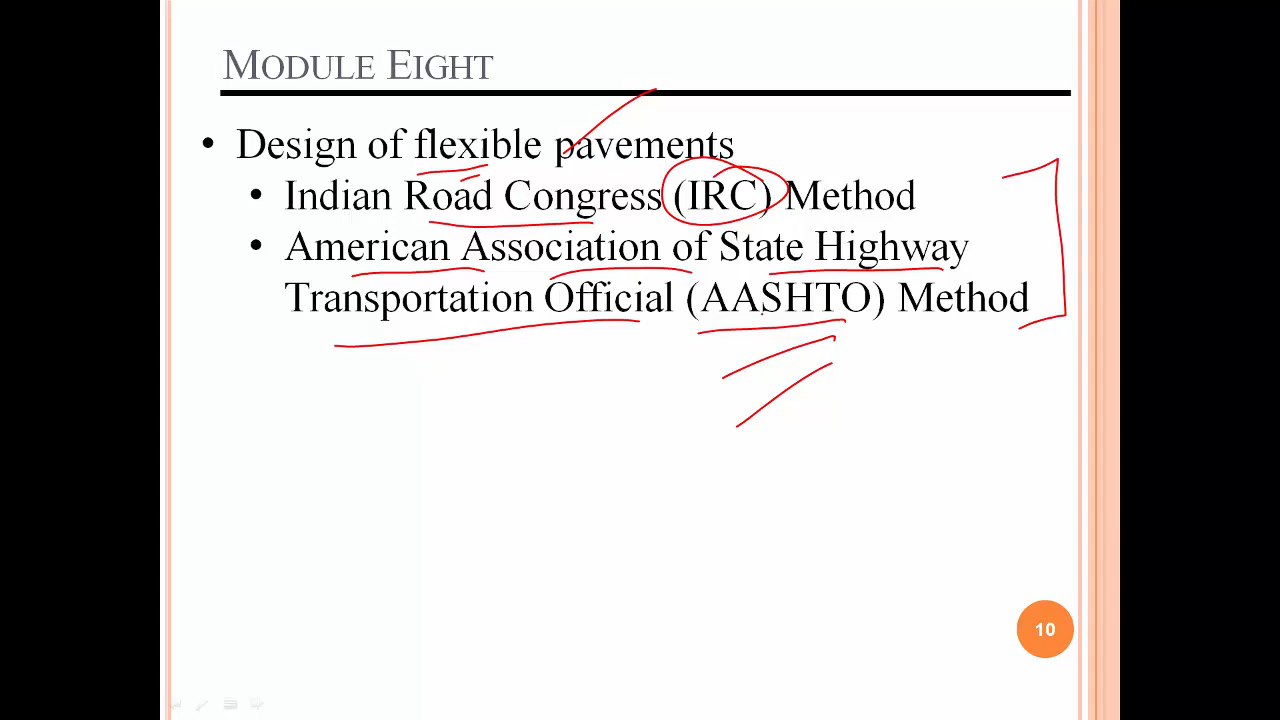 MODULE EIGHT
• Design of flexible pavements
• Indian Road Congress (IRC) Method
• American Association of State Highway
Transportation Official (AASHTO) Method
10